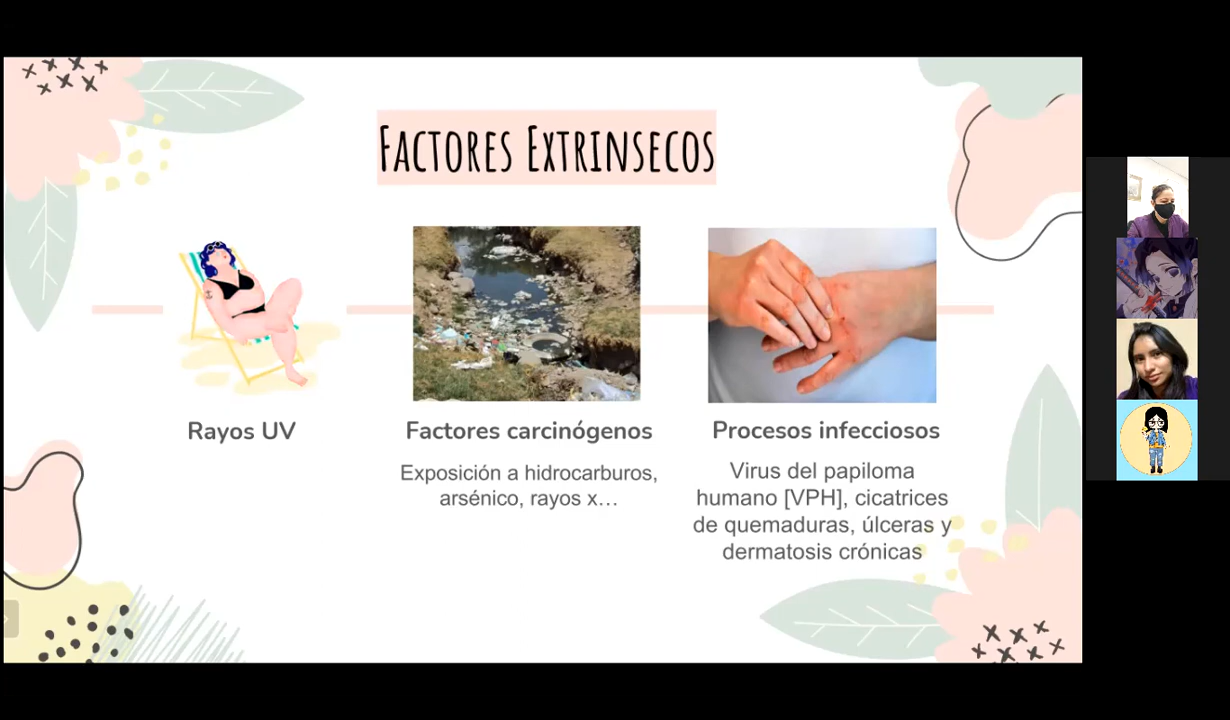 FACTORES EXTRINSECOS
Rayos UV
Factores carcinógenos
Exposición a hidrocarburos,
arsénico, rayos x…
Procesos infecciosos
Virus del papiloma
humano [VPH], cicatrices
de quemaduras, úlceras y
dermatosis crónicas